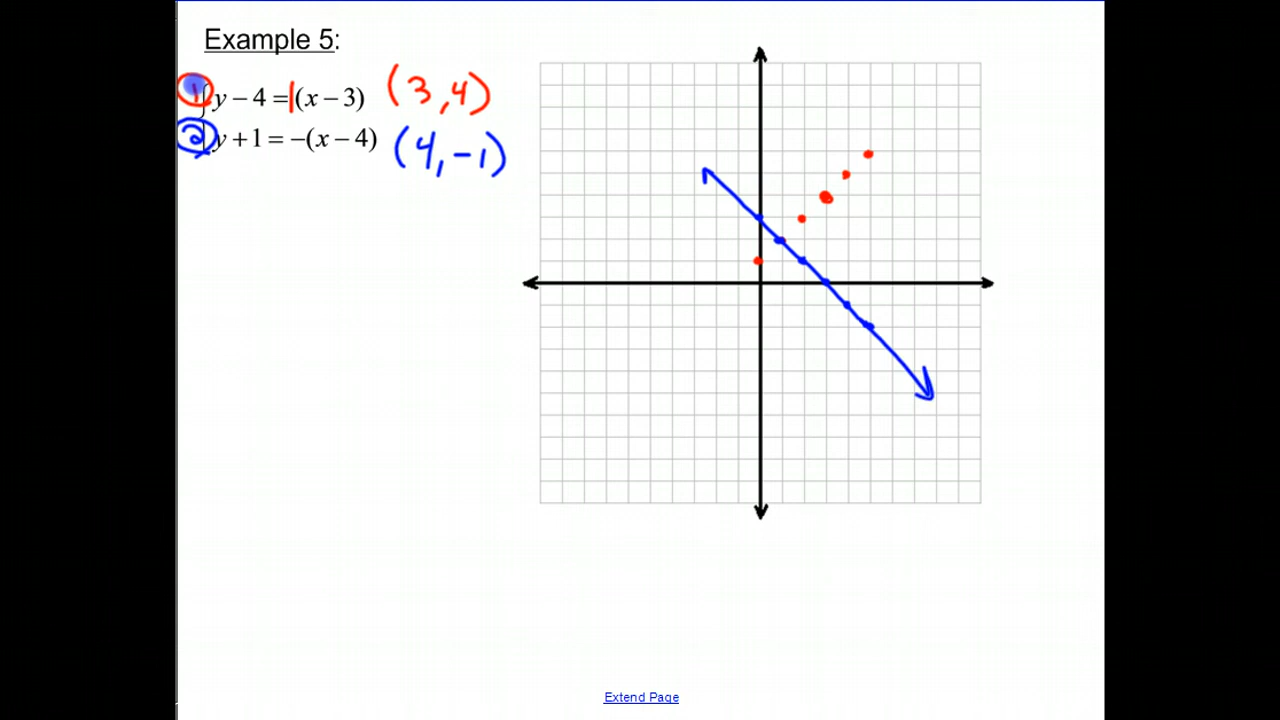 Example 5:
① y − 4 = 1(x − 3) (3, 4)
② y + 1 = −(x − 4) (4, −1)
Extend Page